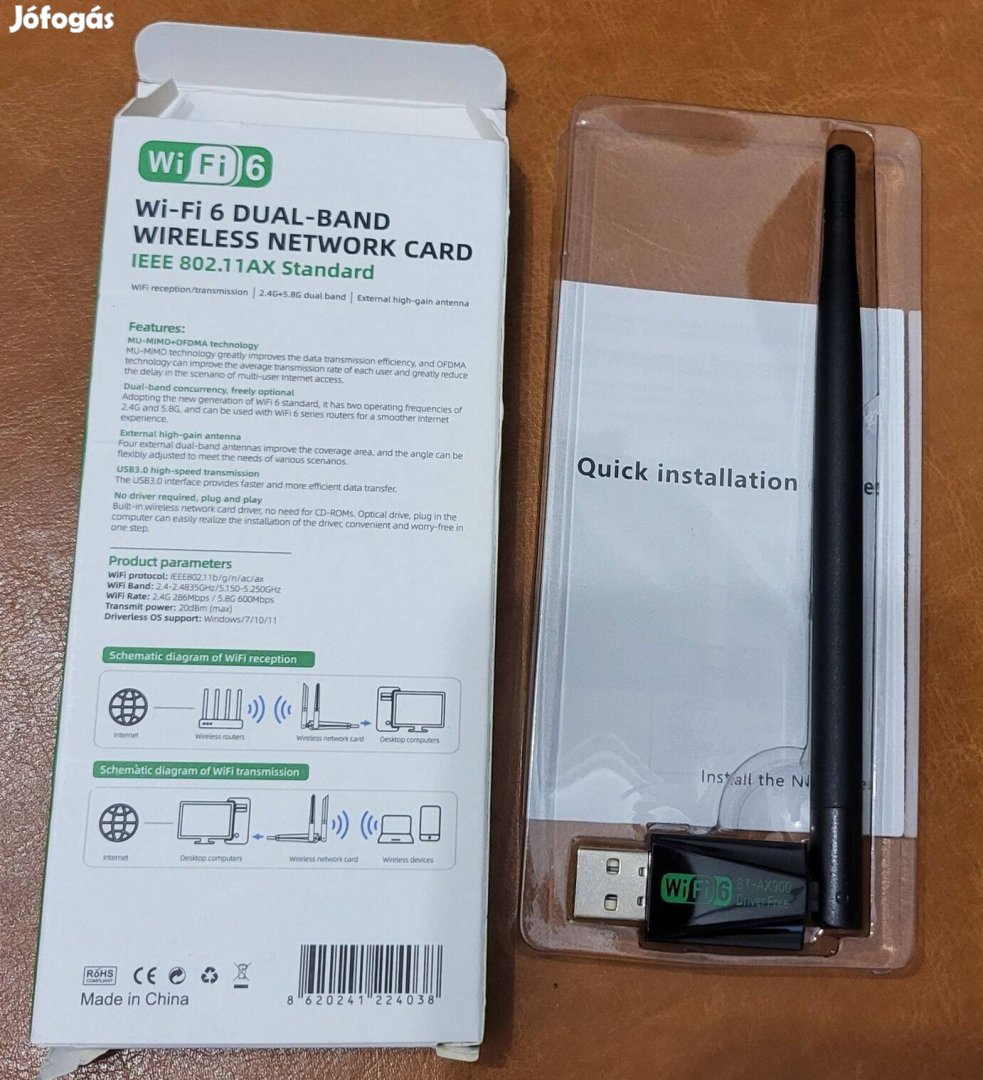 Jófogás
WiFi 6
Wi-Fi 6 DUAL-BAND
WIRELESS NETWORK CARD
IEEE 802.11AX Standard
WiFi reception/transmission | 2.4G+5.8G dual band | External high-gain antenna
Features:
MU-MIMO+OFDMA technology
MU-MIMO technology greatly improves the data transmission efficiency, and OFDMA
technology can improve the average transmission rate of each user and greatly reduce
the delay in the scenario of multi-user Internet access.
Dual-band concurrency, freely optional
Adopting the new generation of WiFi 6 standard, it has two operating frequencies of
2.4G and 5.8G, and can be used with WiFi 6 series routers for a smoother Internet
experience.
External high-gain antenna
Four external dual-band antennas improve the coverage area, and the angle can be
flexibly adjusted to meet the needs of various scenarios.
USB3.0 high-speed transmission
The USB3.0 interface provides faster and more efficient data transfer.
No driver required, plug and play
Built-in wireless network card driver, no need for CD-ROMs. Optical drive, plug in the
computer can easily realize the installation of the driver, convenient and worry-free in
one step.
Product parameters
WiFi protocol: IEEE802.11b/g/n/ac/ax
WiFi Band: 2.4-2.4835GHz/5.150-5.250GHz
WiFi Rate: 2.4G 286Mbps / 5.8G 600Mbps
Transmit power: 20dBm (max)
Driverless OS support: Windows/7/10/11
Schematic diagram of WiFi reception
Internet
Wireless routers
Wireless network card
Desktop computers
Schematic diagram of WiFi transmission
Internet
Desktop computers
Wireless network card
Wireless devices
RoHS
COMPLIANT
CE
Made in China
8 620241 224038
Quick installation
Install the
WiFi 6
BT+AX900
Driver Free